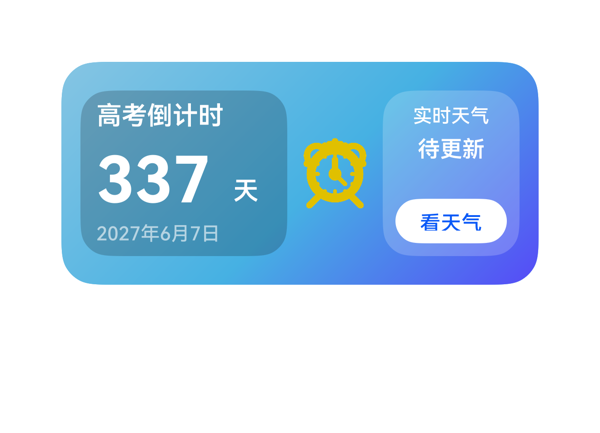 高考倒计时
337 天
2027年6月7日
实时天气
待更新
看天气